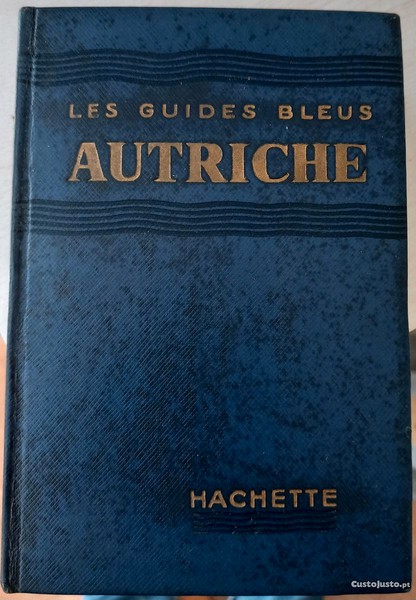 LES GUIDES BLEUS
AUTRICHE
HACHETTE
CustoJusto.pt